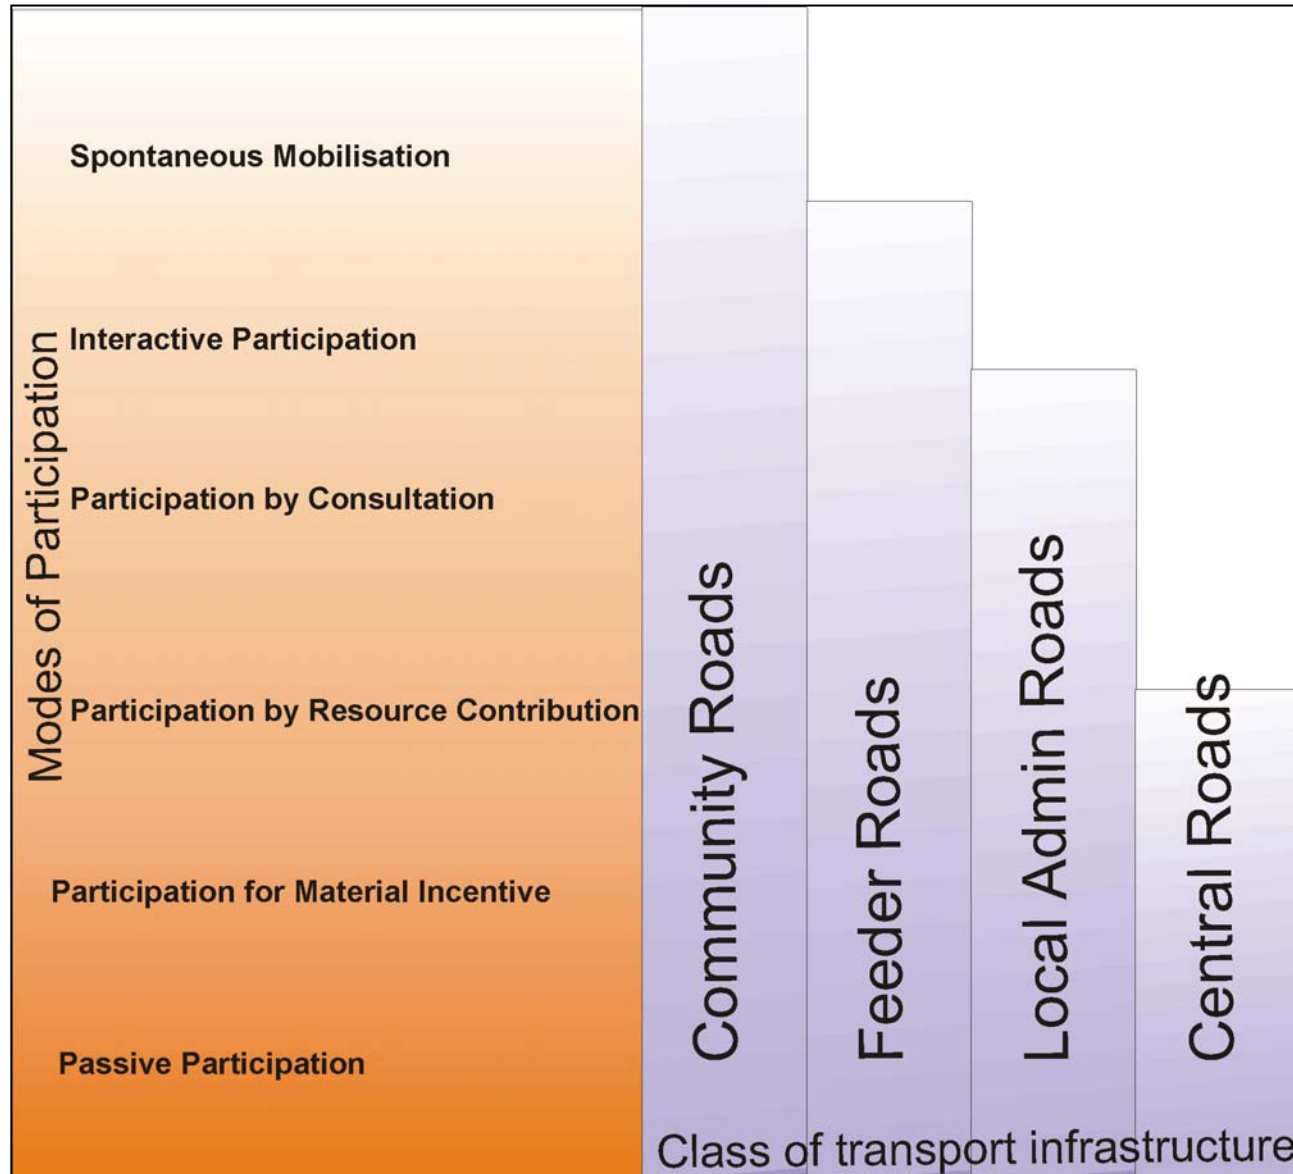 Modes of Participation
Spontaneous Mobilisation
Interactive Participation
Participation by Consultation
Participation by Resource Contribution
Participation for Material Incentive
Passive Participation
Community Roads
Feeder Roads
Local Admin Roads
Central Roads
Class of transport infrastructure